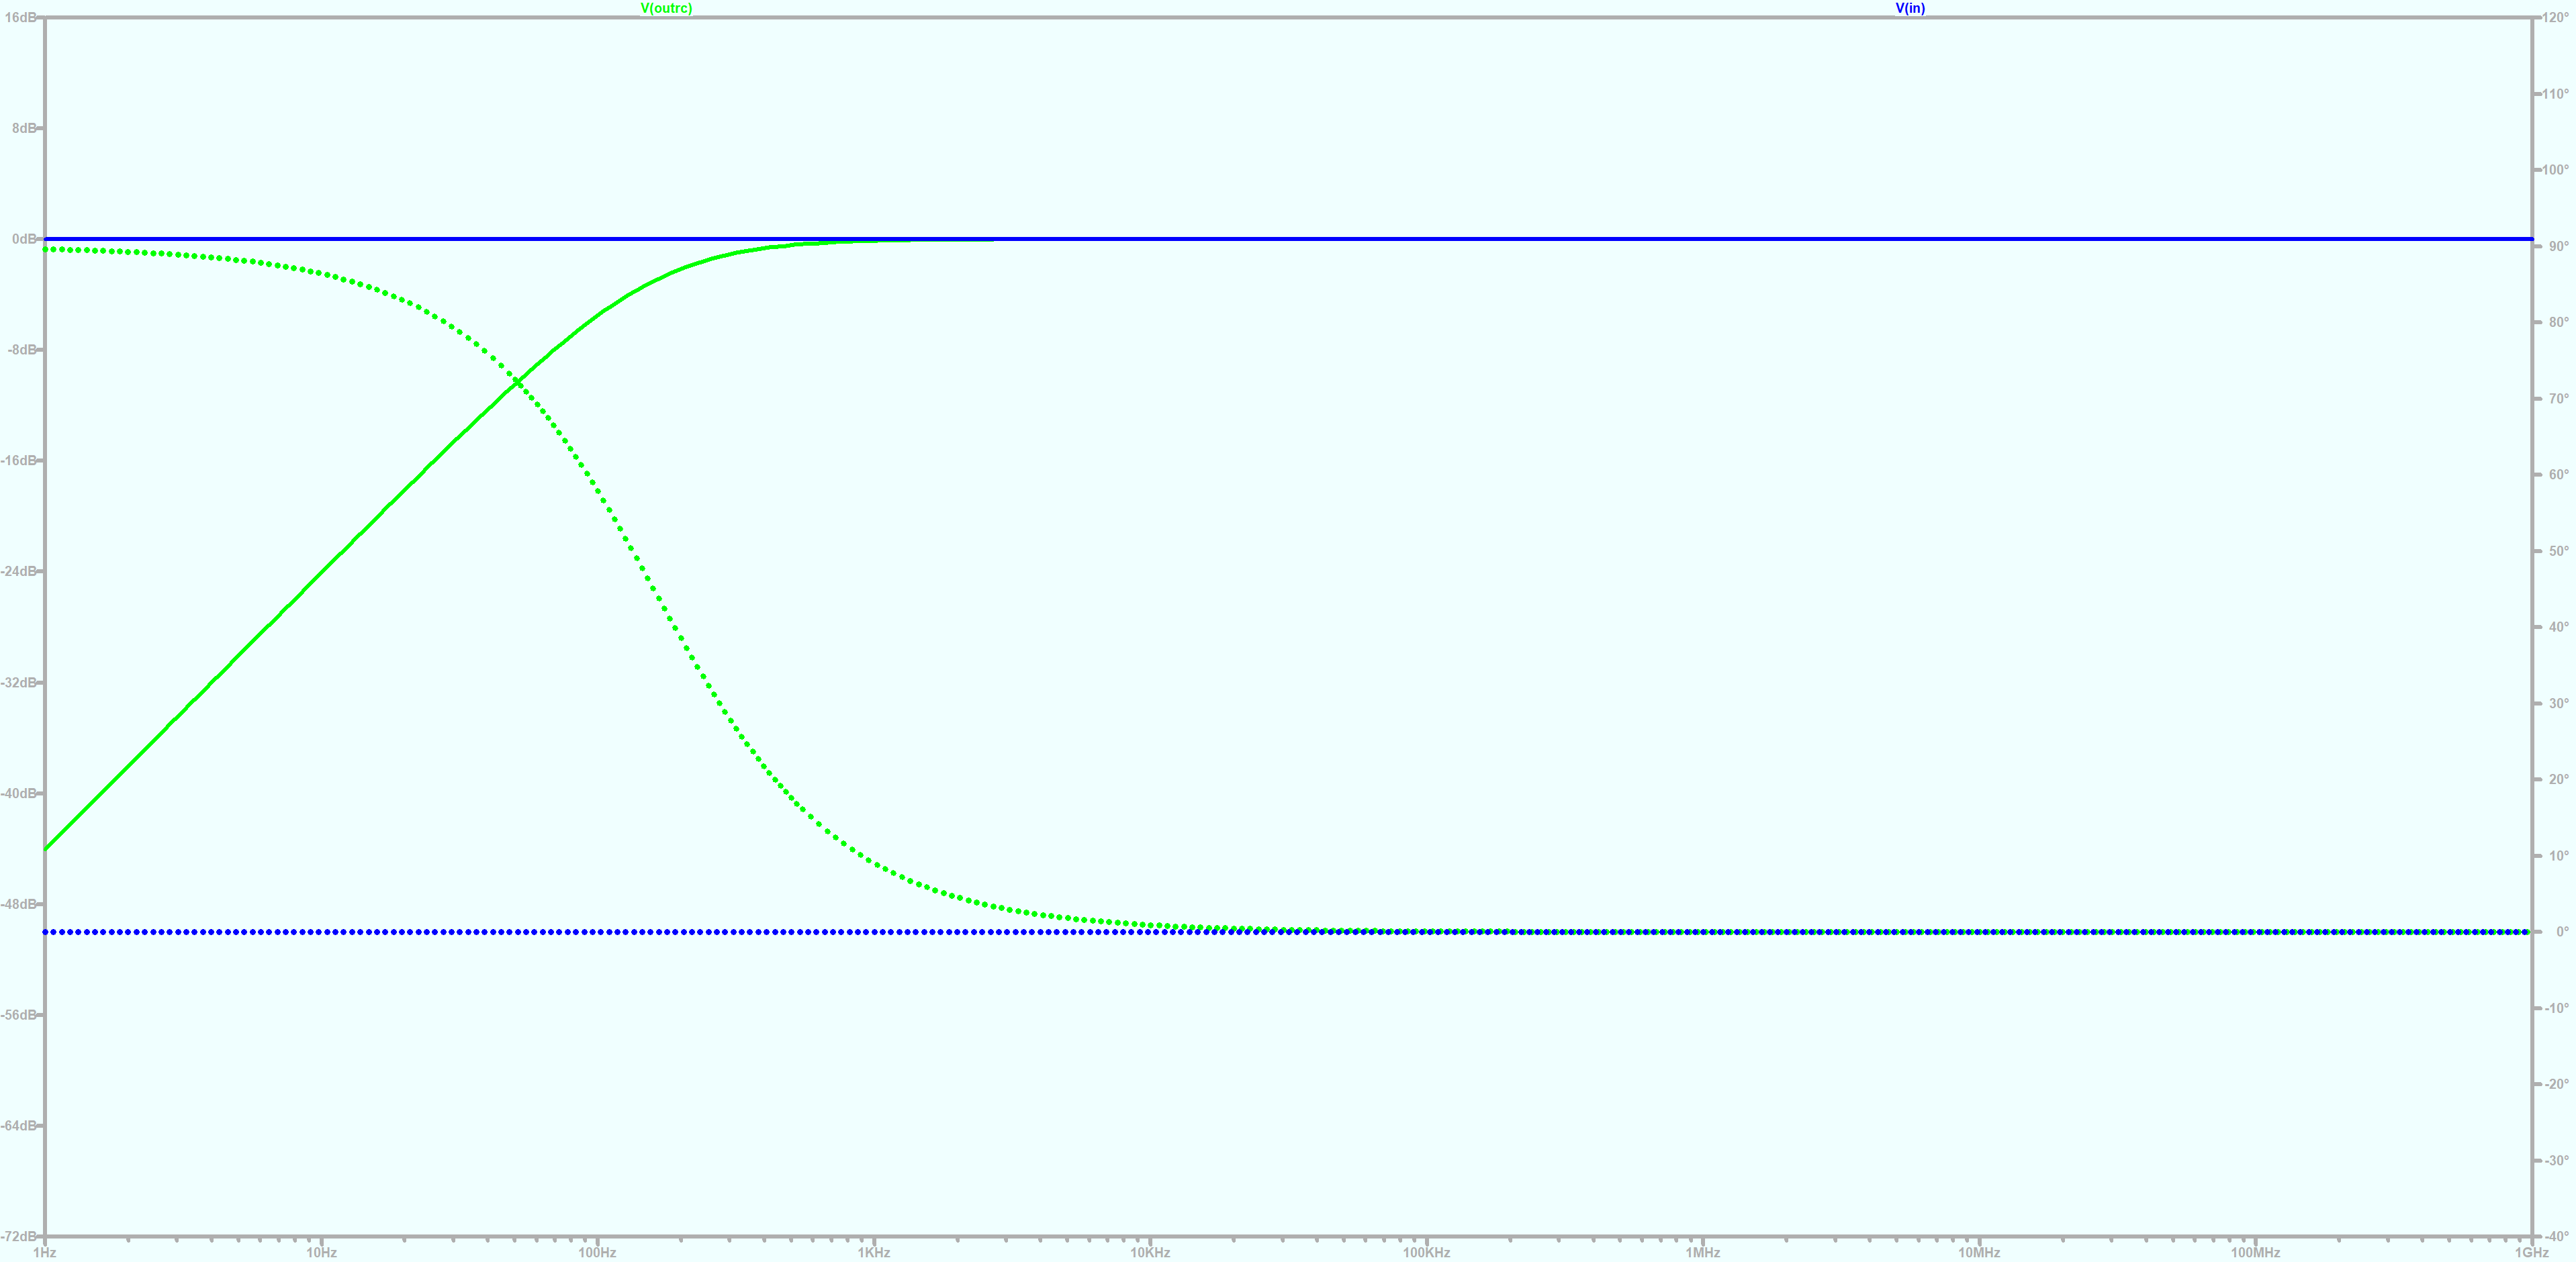 V(outrc) V(in)
16dB 120°
110°
8dB
100°
0dB 90°
80°
-8dB
70°
-16dB 60°
50°
-24dB
40°
-32dB
30°
-40dB 20°
10°
-48dB
0°
-56dB -10°
-20°
-64dB
-30°
-72dB -40°
1Hz 10Hz 100Hz 1KHz 10KHz 100KHz 1MHz 10MHz 100MHz 1GHz